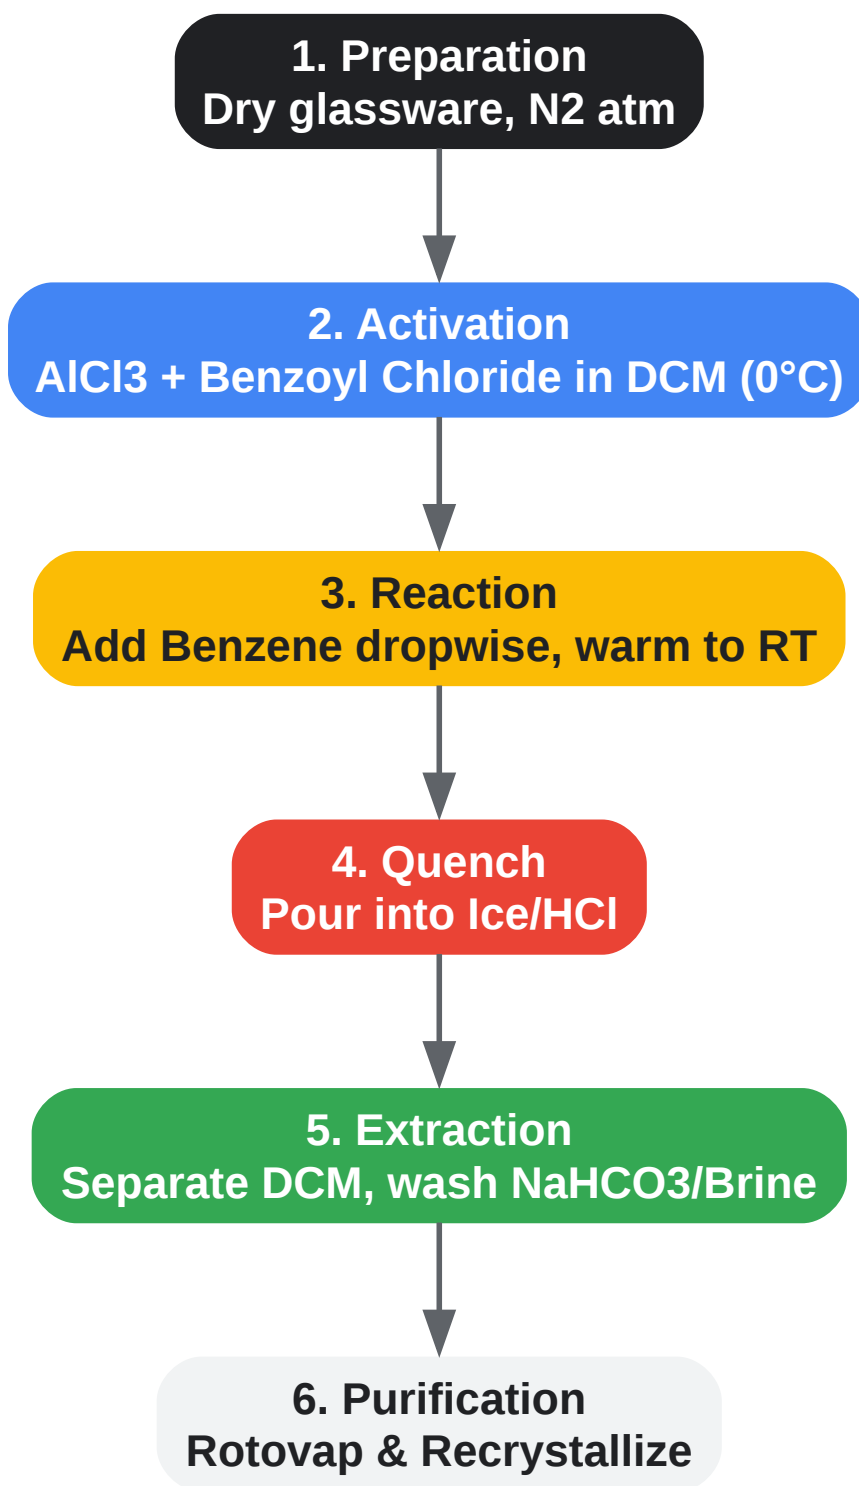 1. Preparation
Dry glassware, N2 atm
2. Activation
AlCl3 + Benzoyl Chloride in DCM (0°C)
3. Reaction
Add Benzene dropwise, warm to RT
4. Quench
Pour into Ice/HCl
5. Extraction
Separate DCM, wash NaHCO3/Brine
6. Purification
Rotovap & Recrystallize